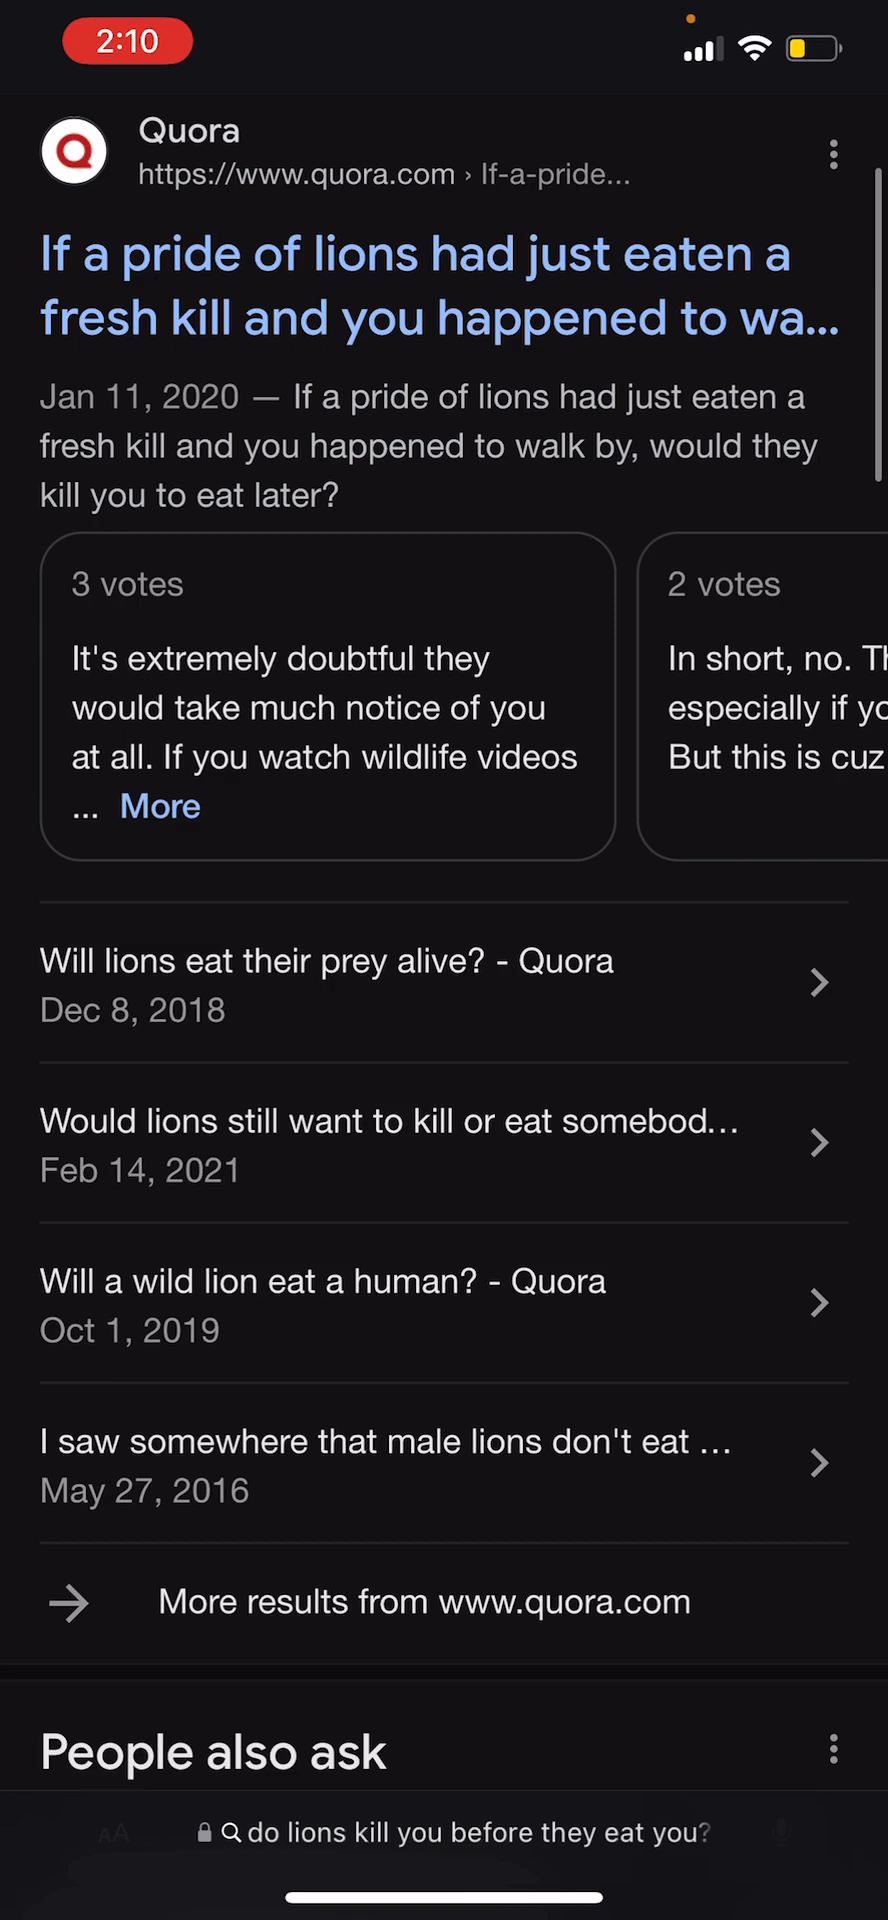 2:10
Quora
https://www.quora.com › If-a-pride...
If a pride of lions had just eaten a
fresh kill and you happened to wa...
Jan 11, 2020 — If a pride of lions had just eaten a
fresh kill and you happened to walk by, would they
kill you to eat later?
3 votes
It's extremely doubtful they
would take much notice of you
at all. If you watch wildlife videos
... More
2 votes
In short, no.
especially if
But this is cuz
Will lions eat their prey alive? - Quora
Dec 8, 2018
Would lions still want to kill or eat somebod...
Feb 14, 2021
Will a wild lion eat a human? - Quora
Oct 1, 2019
I saw somewhere that male lions don't eat ...
May 27, 2016
More results from www.quora.com
People also ask
AA
do lions kill you before they eat you?